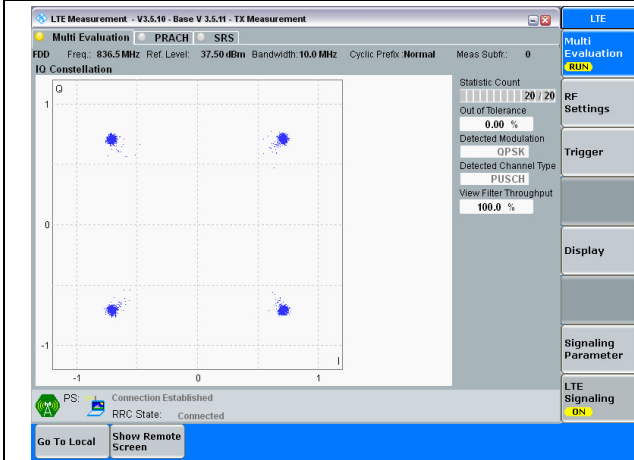 LTE Measurement - V3.5.10 - Base V 3.5.11 - TX Measurement
LTE
Multi Evaluation PRACH SRS
FDD Freq.: 836.5 MHz Ref. Level: 37.50 dBm Bandwidth: 10.0 MHz Cyclic Prefix :Normal Meas Subfr.: 0
IQ Constellation
Q
1
0
-1
I
-1 0 1
Statistic Count
20 / 20
Out of Tolerance
0.00 %
Detected Modulation
QPSK
Detected Channel Type
PUSCH
View Filter Throughput
100.0 %
Multi
Evaluation
RUN
RF
Settings
Trigger
Display
Signaling
Parameter
LTE
Signaling
ON
PS: Connection Established
RRC State: Connected
Go To Local
Show Remote
Screen